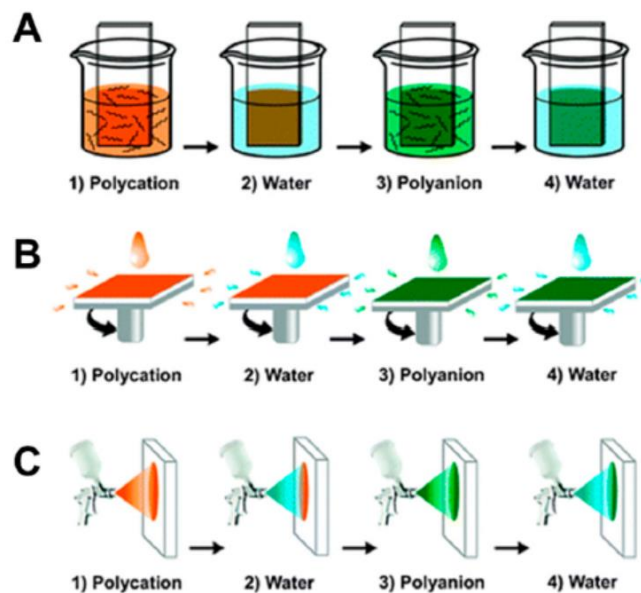 A
1) Polycation 2) Water 3) Polyanion 4) Water
B
1) Polycation 2) Water 3) Polyanion 4) Water
C
1) Polycation 2) Water 3) Polyanion 4) Water